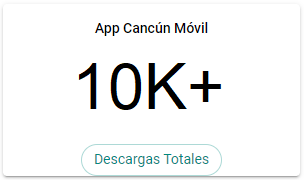 App Cancún Móvil
10K+
Descargas Totales